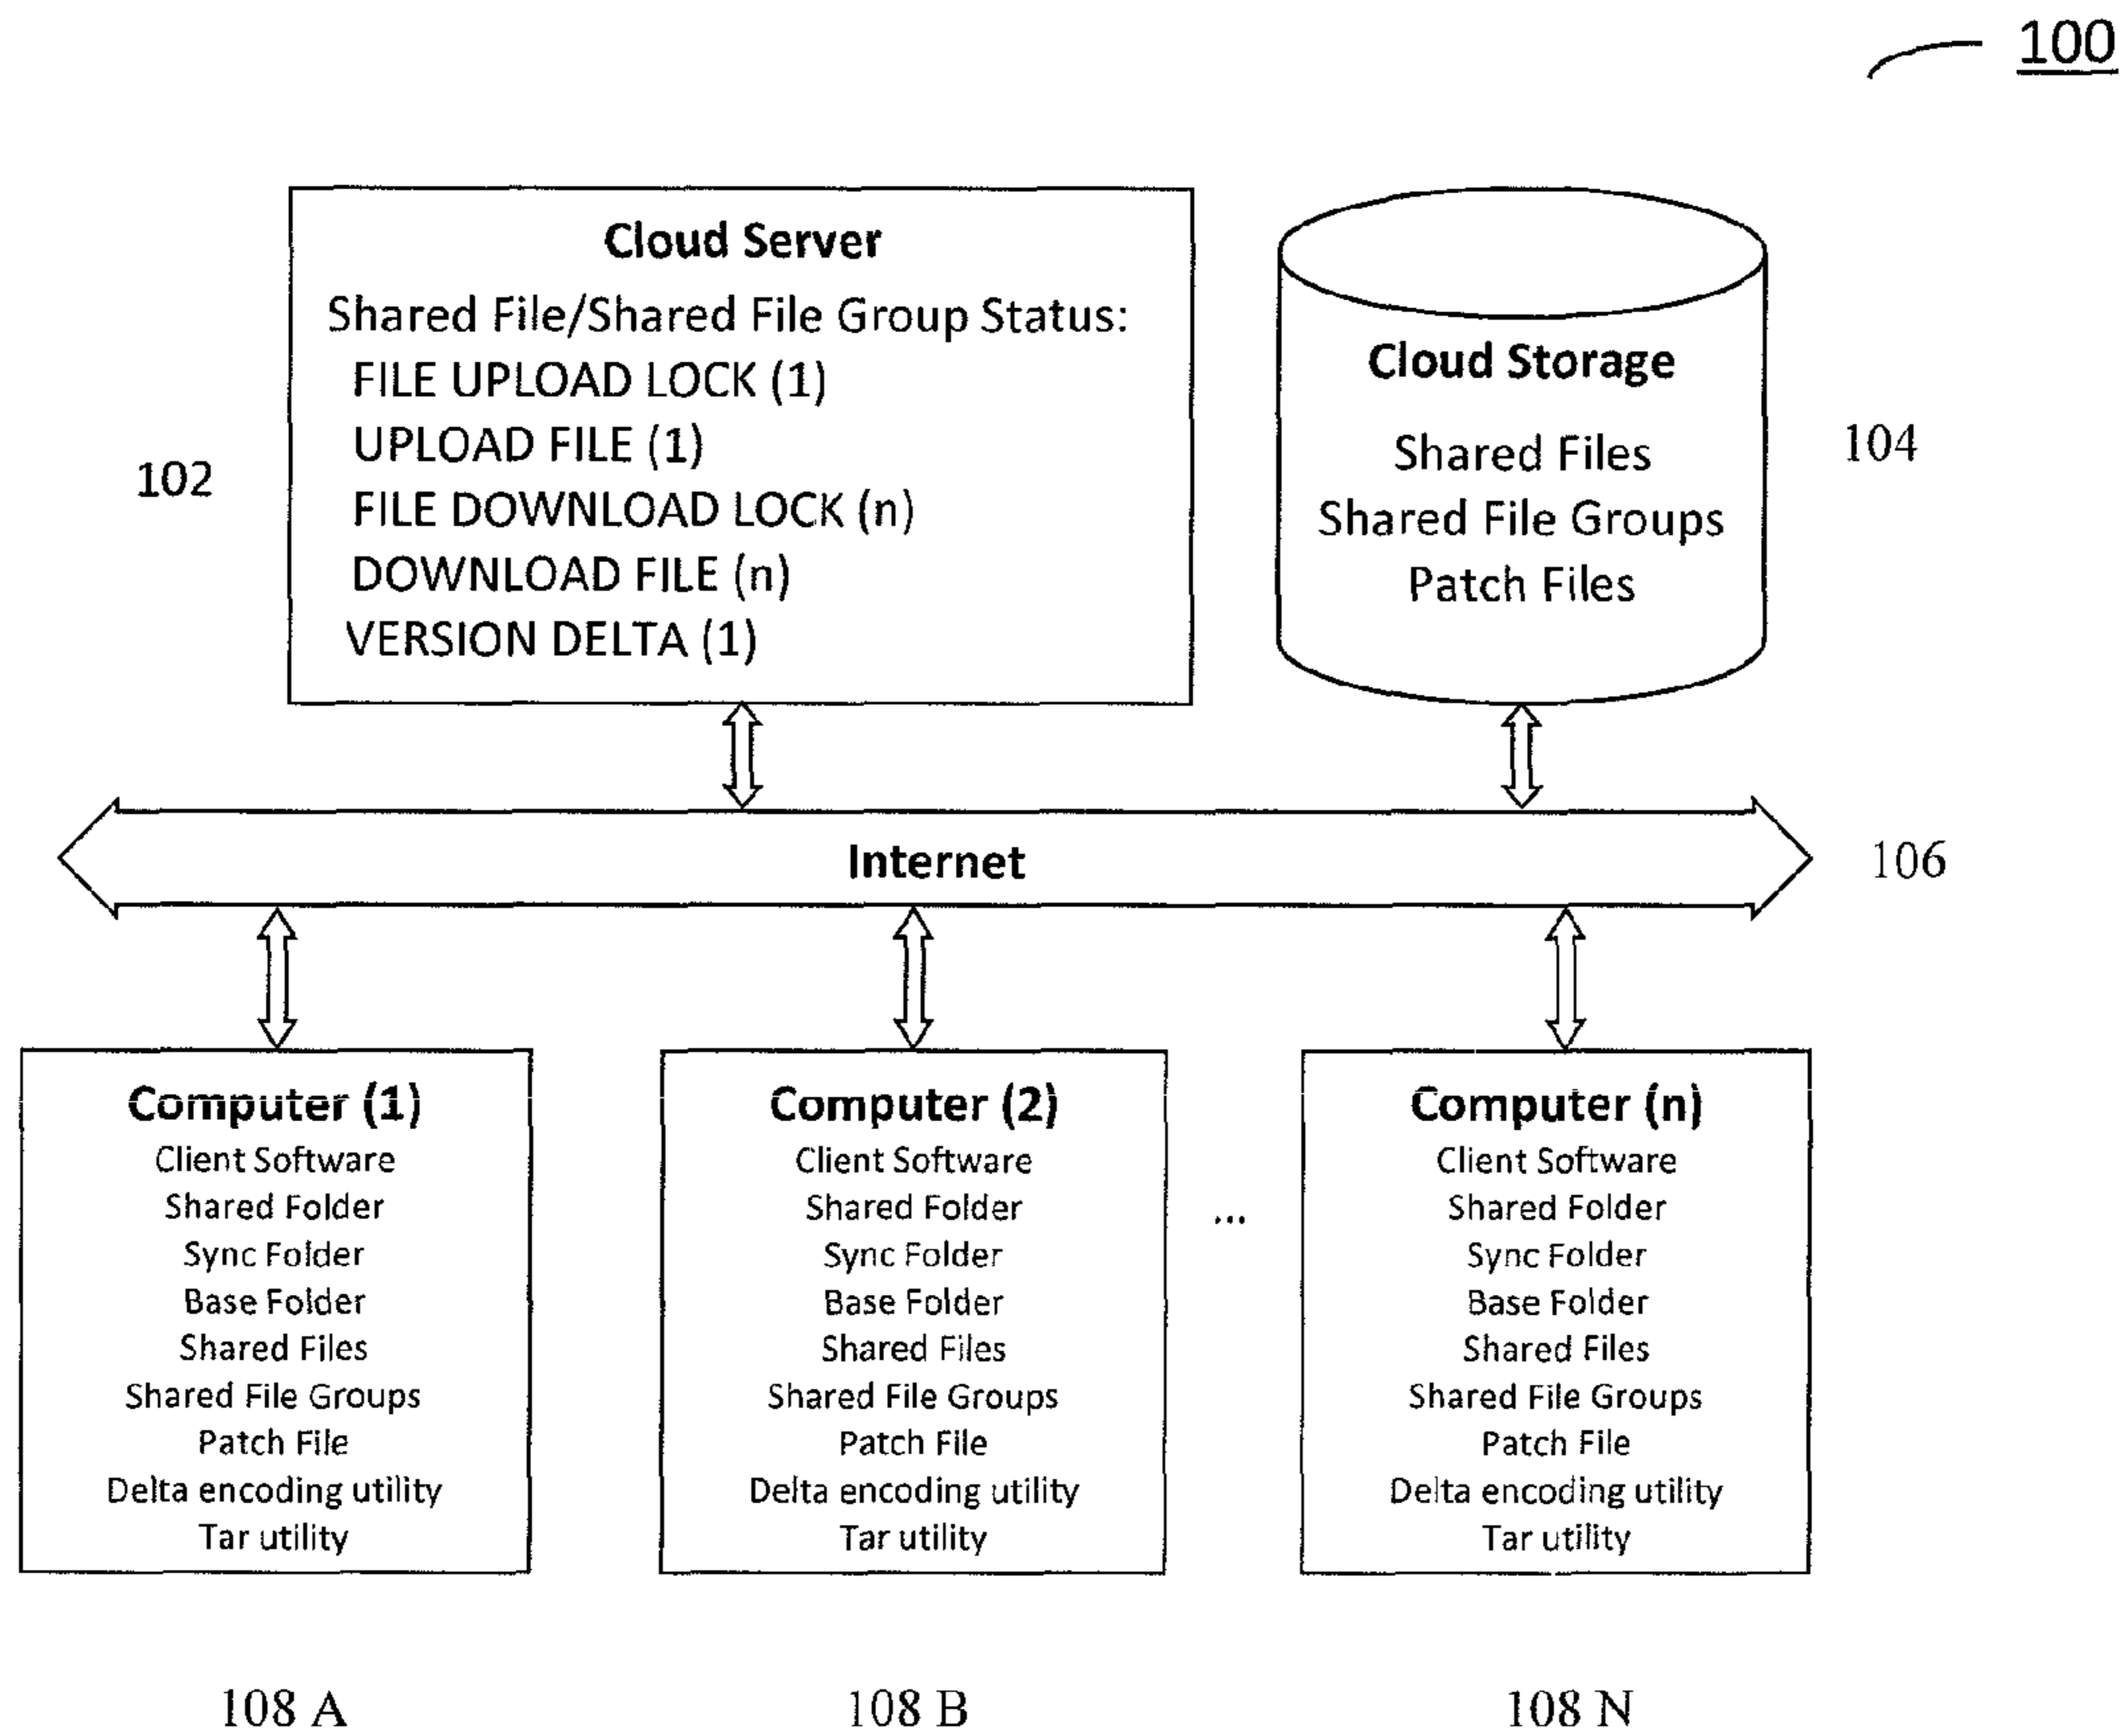 100
Cloud Server
Shared File/Shared File Group Status:
FILE UPLOAD LOCK (1)
UPLOAD FILE (1)
FILE DOWNLOAD LOCK (n)
DOWNLOAD FILE (n)
VERSION DELTA (1)
102
Cloud Storage
Shared Files
Shared File Groups
Patch Files
104
Internet
106
Computer (1)
Client Software
Shared Folder
Sync Folder
Base Folder
Shared Files
Shared File Groups
Patch File
Delta encoding utility
Tar utility
Computer (2)
Client Software
Shared Folder
Sync Folder
Base Folder
Shared Files
Shared File Groups
Patch File
Delta encoding utility
Tar utility
...
Computer (n)
Client Software
Shared Folder
Sync Folder
Base Folder
Shared Files
Shared File Groups
Patch File
Delta encoding utility
Tar utility
108 A
108 B
108 N